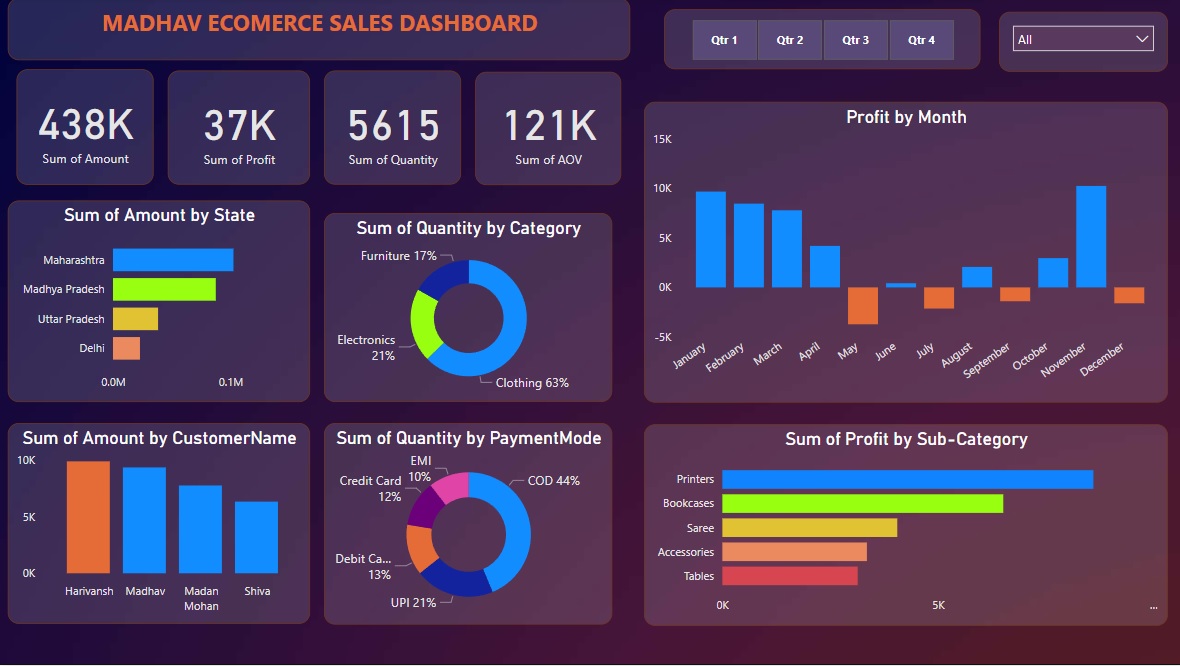 MADHAV ECOMERCE SALES DASHBOARD
Qtr 1
Qtr 2
Qtr 3
Qtr 4
All
438K
Sum of Amount
37K
Sum of Profit
5615
Sum of Quantity
121K
Sum of AOV
Profit by Month
15K
10K
5K
0K
-5K
January
February
March
April
May
June
July
August
September
October
November
December
Sum of Amount by State
Maharashtra
Madhya Pradesh
Uttar Pradesh
Delhi
0.0M
0.1M
Sum of Quantity by Category
Furniture 17%
Electronics
21%
Clothing 63%
Sum of Amount by CustomerName
10K
5K
0K
Harivansh
Madhav
Madan
Mohan
Shiva
Sum of Quantity by PaymentMode
EMI
10%
Credit Card
12%
COD 44%
Debit Ca...
13%
UPI 21%
Sum of Profit by Sub-Category
Printers
Bookcases
Saree
Accessories
Tables
0K
5K
...